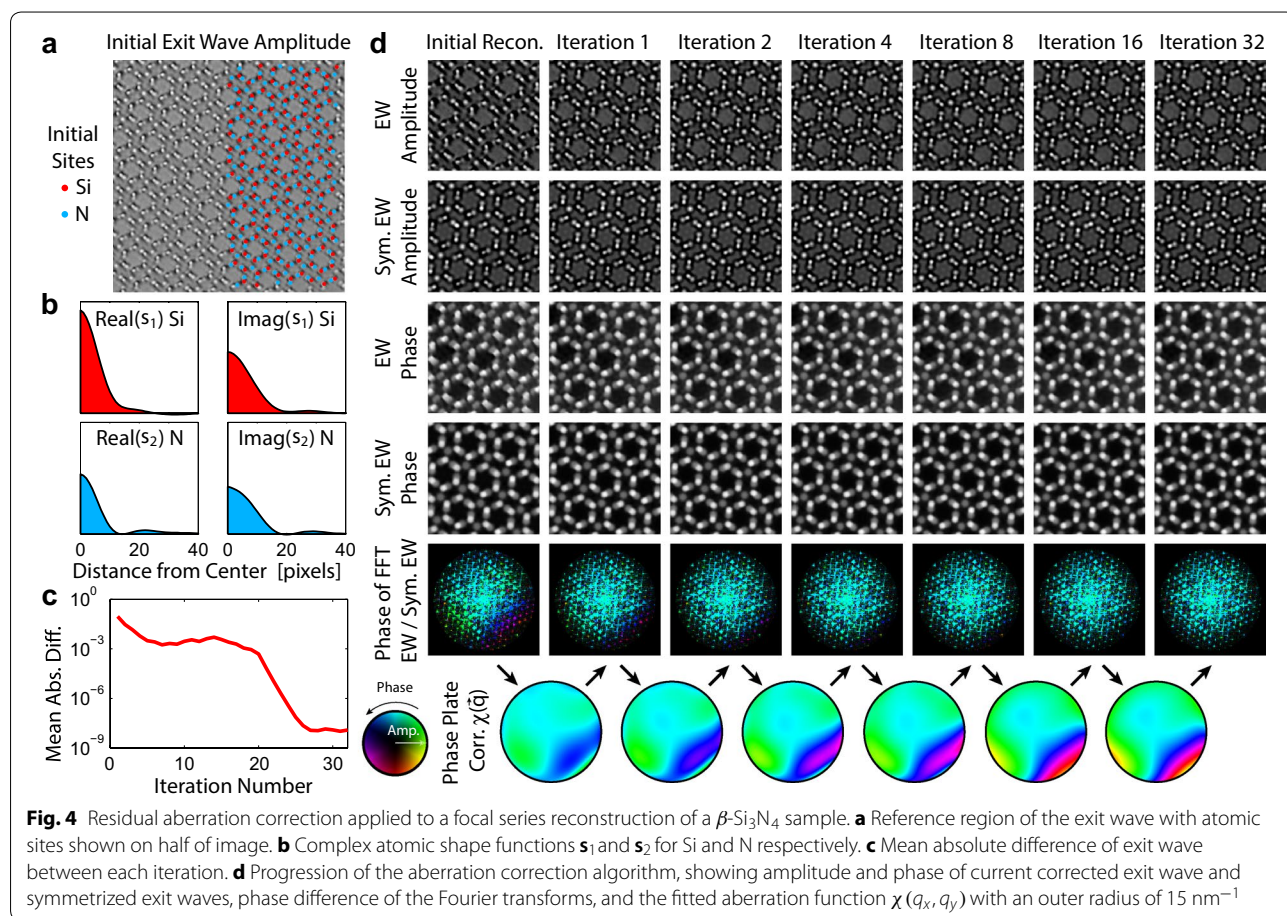 a
Initial Exit Wave Amplitude
Initial
Sites
Si
N
b
Real(s₁) Si
Imag(s₁) Si
Real(s₂) N
Imag(s₂) N
0 20 40 0 20 40
Distance from Center [pixels]
c
Mean Abs. Diff.
10⁰
10⁻³
10⁻⁶
10⁻⁹
0 10 20 30
Iteration Number
d
Initial Recon. Iteration 1 Iteration 2 Iteration 4 Iteration 8 Iteration 16 Iteration 32
EW
Amplitude
Sym. EW
Amplitude
EW
Phase
Sym. EW
Phase
Phase of FFT
EW / Sym. EW
Phase
Amp.
Phase Plate
Corr. χ(q⃗)
Fig. 4 Residual aberration correction applied to a focal series reconstruction of a β-Si₃N₄ sample. a Reference region of the exit wave with atomic
sites shown on half of image. b Complex atomic shape functions s₁ and s₂ for Si and N respectively. c Mean absolute difference of exit wave
between each iteration. d Progression of the aberration correction algorithm, showing amplitude and phase of current corrected exit wave and
symmetrized exit waves, phase difference of the Fourier transforms, and the fitted aberration function χ(qₓ, q_y) with an outer radius of 15 nm⁻¹